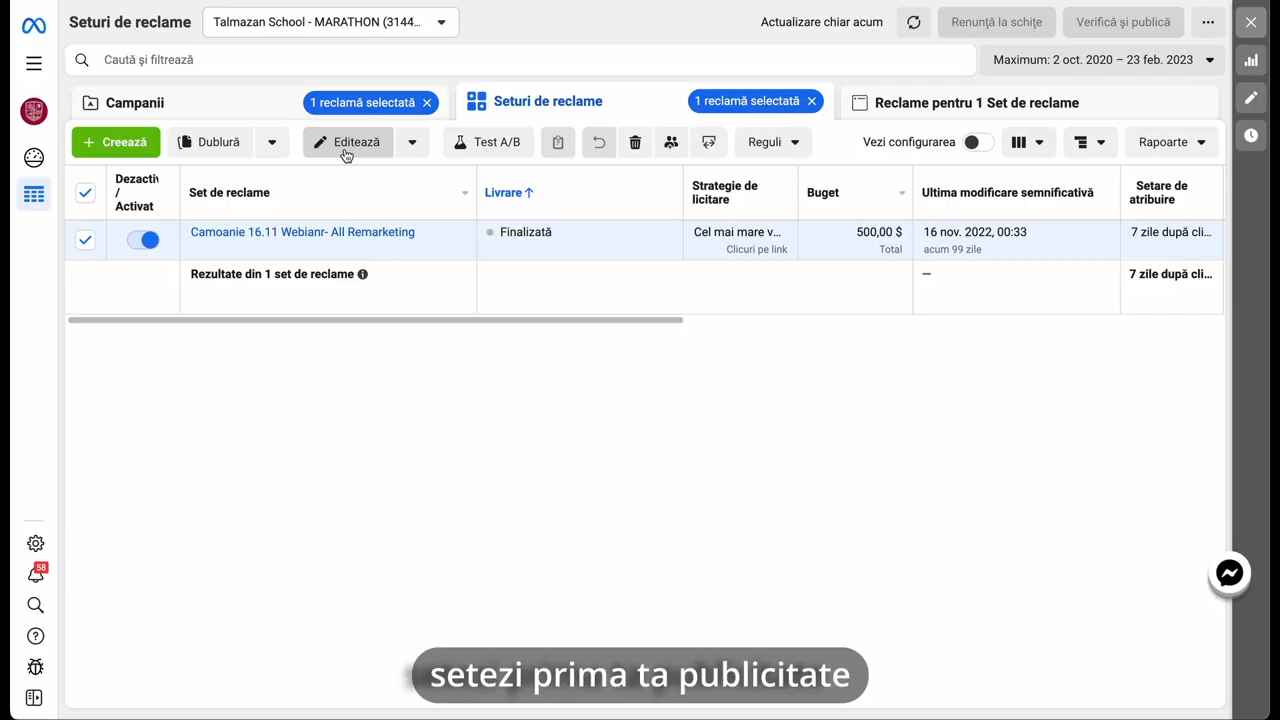 Seturi de reclame
Talmazan School - MARATHON (3144...
Actualizare chiar acum
Renunţă la schiţe
Verifică şi publică
Caută şi filtrează
Maximum: 2 oct. 2020 – 23 feb. 2023
Campanii
1 reclamă selectată
Seturi de reclame
1 reclamă selectată
Reclame pentru 1 Set de reclame
+ Creează
Dublură
Editează
Test A/B
Reguli
Vezi configurarea
Rapoarte
Dezactiv
/
Activat
Set de reclame
Livrare ↑
Strategie de
licitare
Buget
Ultima modificare semnificativă
Setare de
atribuire
Camoanie 16.11 Webianr- All Remarketing
Finalizată
Cel mai mare v...
Clicuri pe link
500,00 $
Total
16 nov. 2022, 00:33
acum 99 zile
7 zile după cli...
Rezultate din 1 set de reclame
—
7 zile după cli...
58
setezi prima ta publicitate